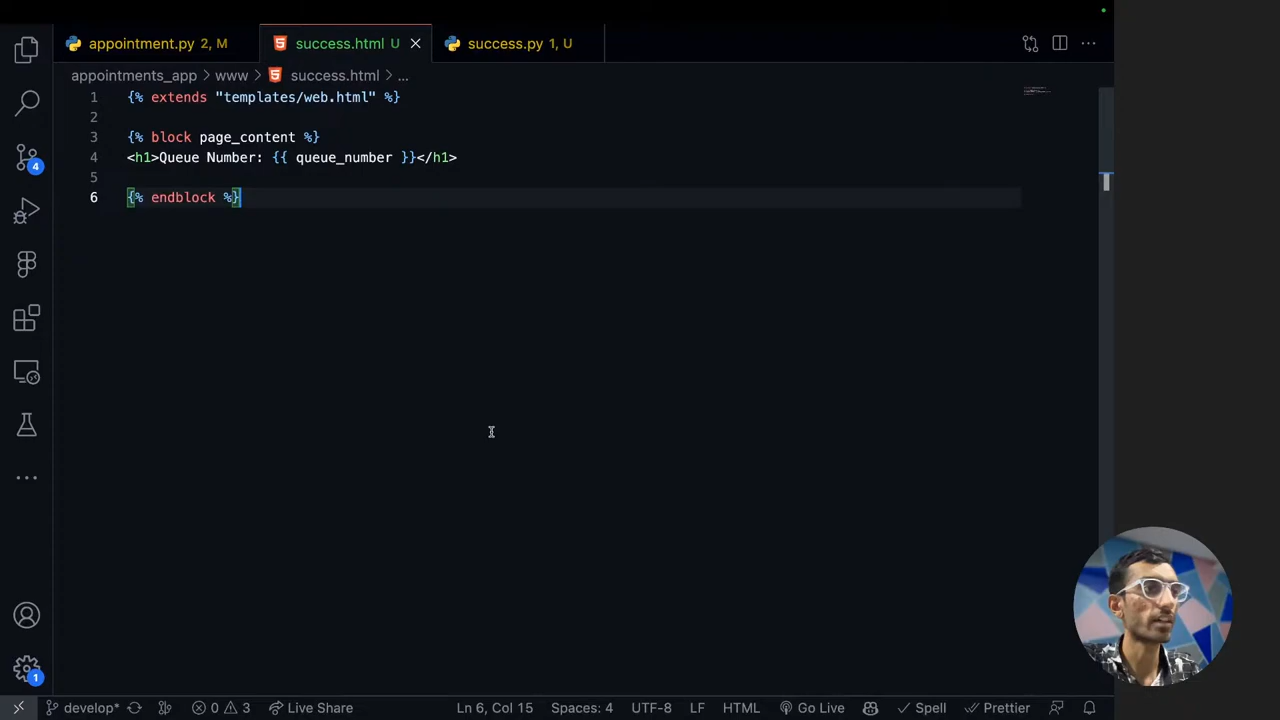 appointment.py 2, M
success.html U
success.py 1, U
appointments_app > www > success.html > ...
1 {% extends "templates/web.html" %}
2
3 {% block page_content %}
4 <h1>Queue Number: {{ queue_number }}</h1>
5
6 {% endblock %}
4
1
develop*
0
3
Live Share
Ln 6, Col 15
Spaces: 4
UTF-8
LF
HTML
Go Live
Spell
Prettier